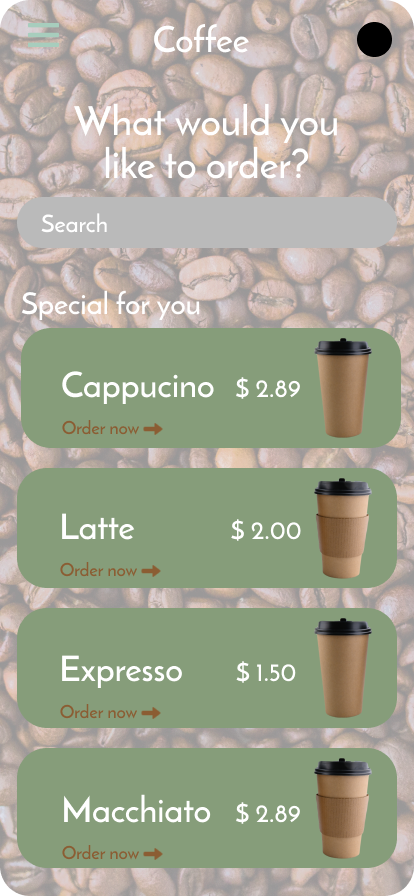 Coffee
What would you
like to order?
Search
Special for you
Cappucino $ 2.89
Order now
Latte $ 2.00
Order now
Expresso $ 1.50
Order now
Macchiato $ 2.89
Order now